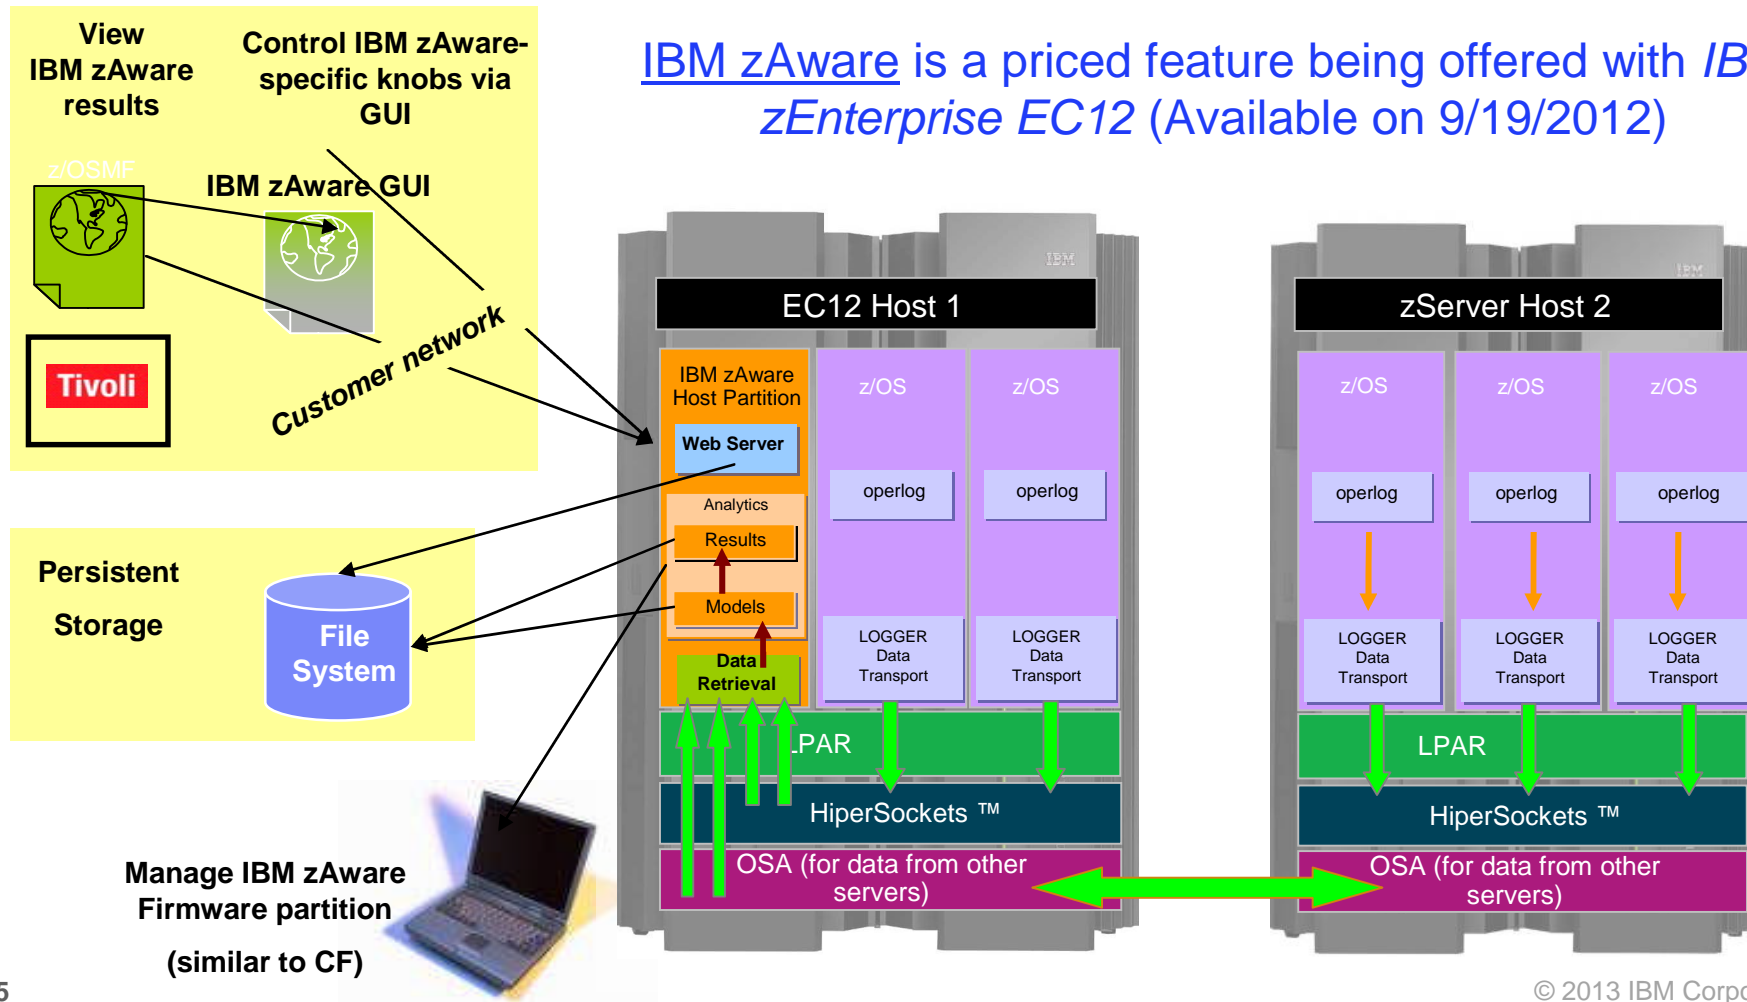 View
IBM zAware
results
Control IBM zAware-
specific knobs via
GUI
IBM zAware is a priced feature being offered with IB
zEnterprise EC12 (Available on 9/19/2012)
z/OSMF
IBM zAware GUI
Tivoli
Customer network
Persistent
Storage
File
System
Manage IBM zAware
Firmware partition
(similar to CF)
IBM
EC12 Host 1
IBM zAware
Host Partition
Web Server
Analytics
Results
Models
Data
Retrieval
z/OS
operlog
LOGGER
Data
Transport
z/OS
operlog
LOGGER
Data
Transport
LPAR
HiperSockets ™
OSA (for data from other
servers)
IBM
zServer Host 2
z/OS
operlog
LOGGER
Data
Transport
z/OS
operlog
LOGGER
Data
Transport
z/OS
operlog
LOGGER
Data
Transport
LPAR
HiperSockets ™
OSA (for data from other
servers)
5
© 2013 IBM Corpo